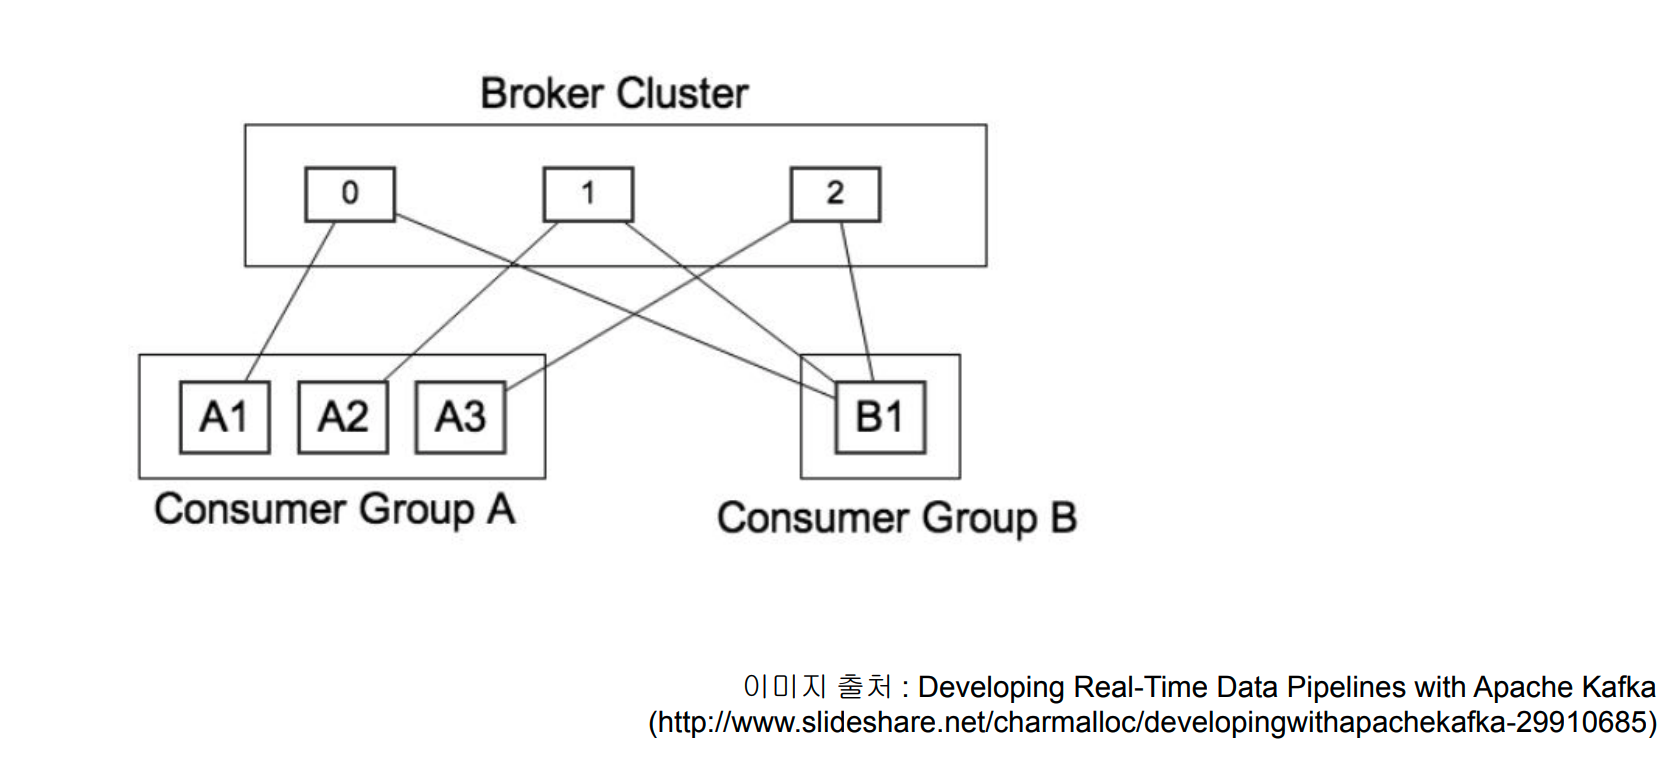 Broker Cluster
0
1
2
A1
A2
A3
B1
Consumer Group A
Consumer Group B
이미지 출처 : Developing Real-Time Data Pipelines with Apache Kafka
(http://www.slideshare.net/charmalloc/developingwithapachekafka-29910685)